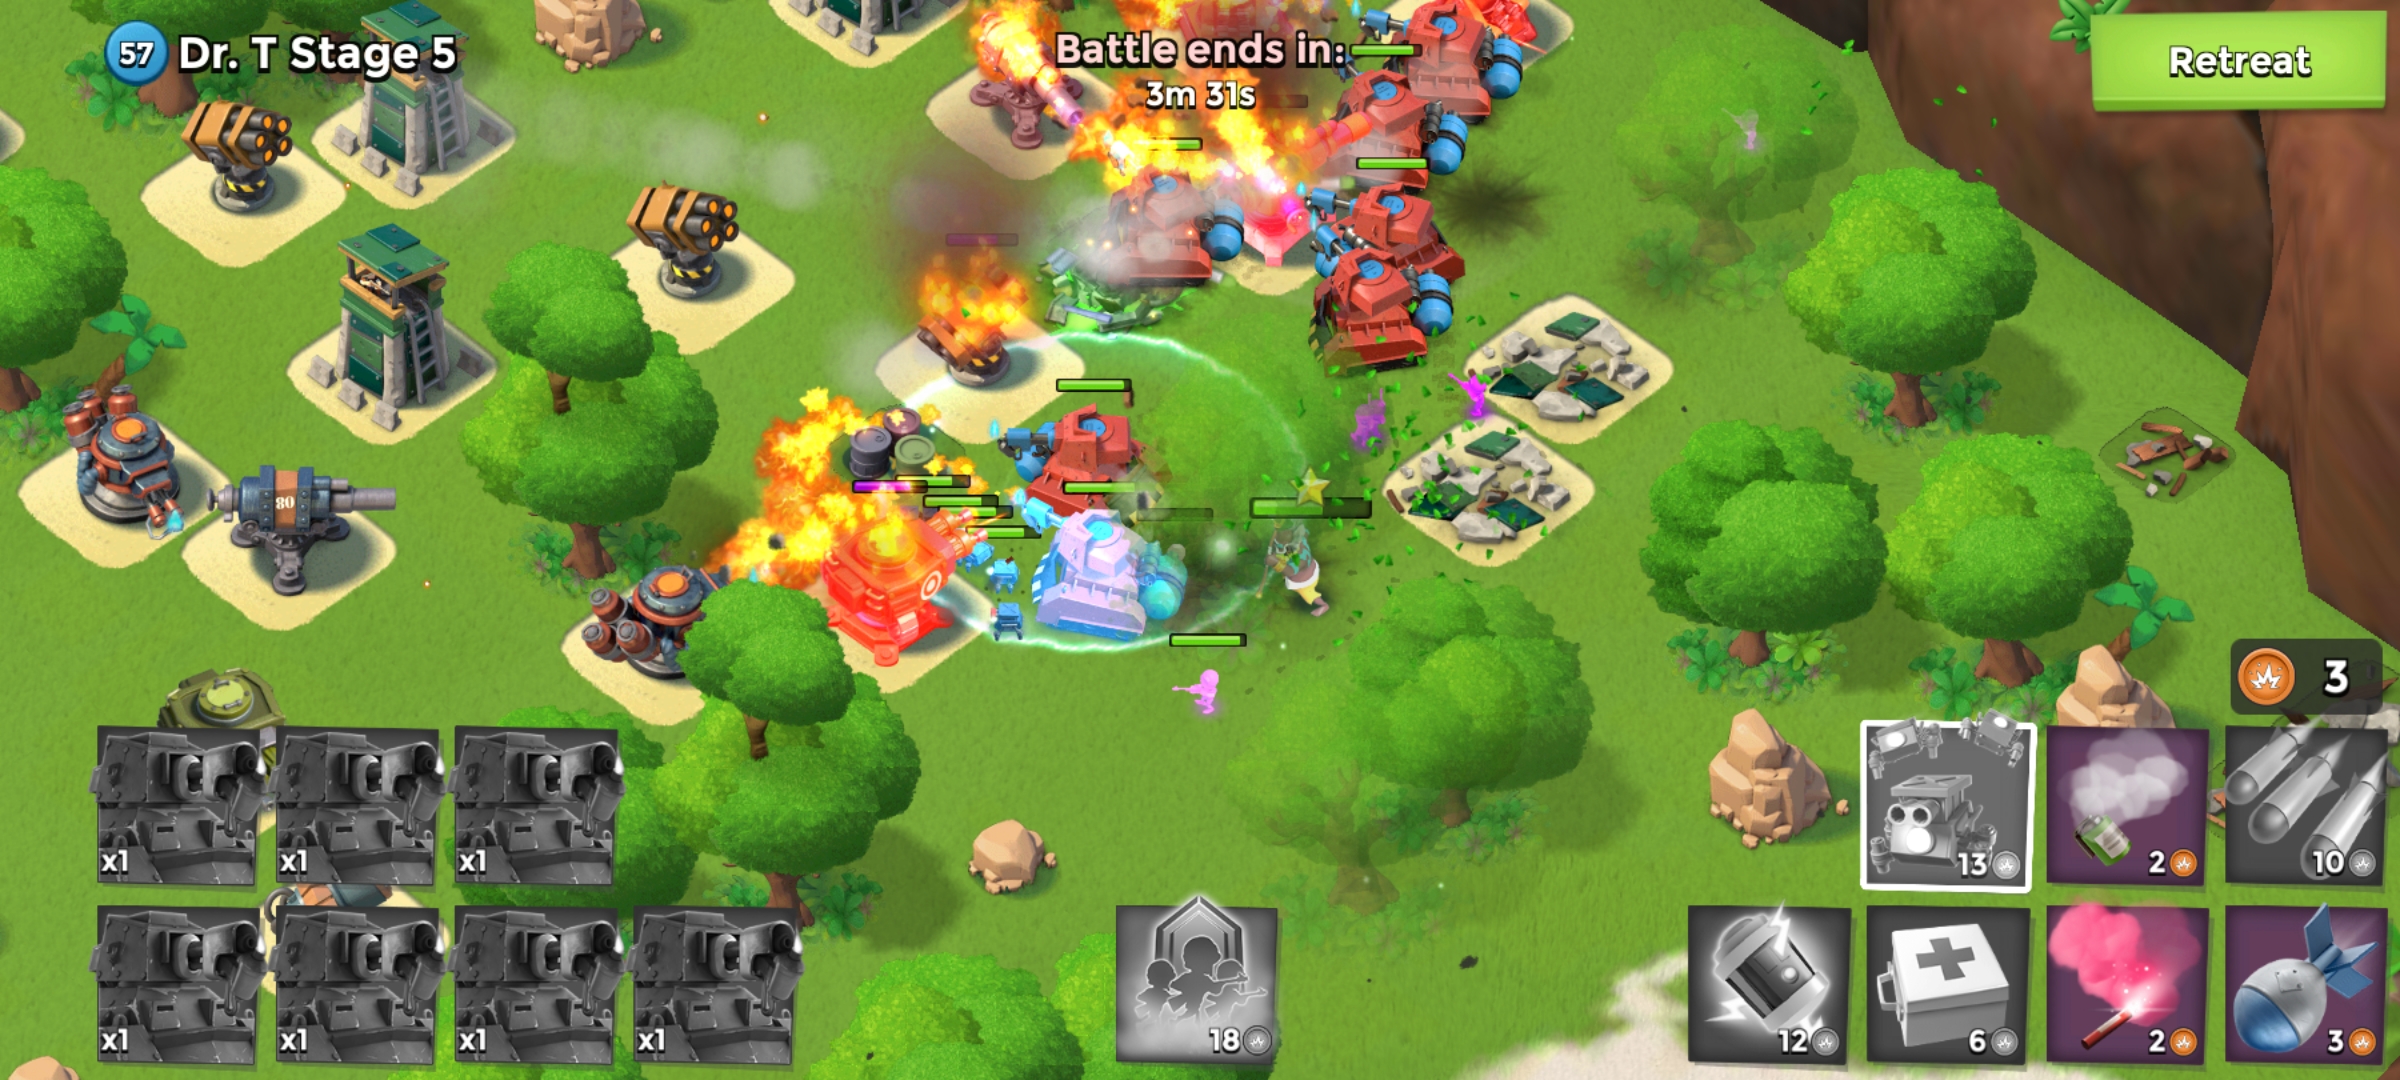 57 Dr. T Stage 5
Battle ends in:
3m 31s
Retreat
80
3
x1 x1 x1
13 2 10
x1 x1 x1 x1
18
12 6 2 3